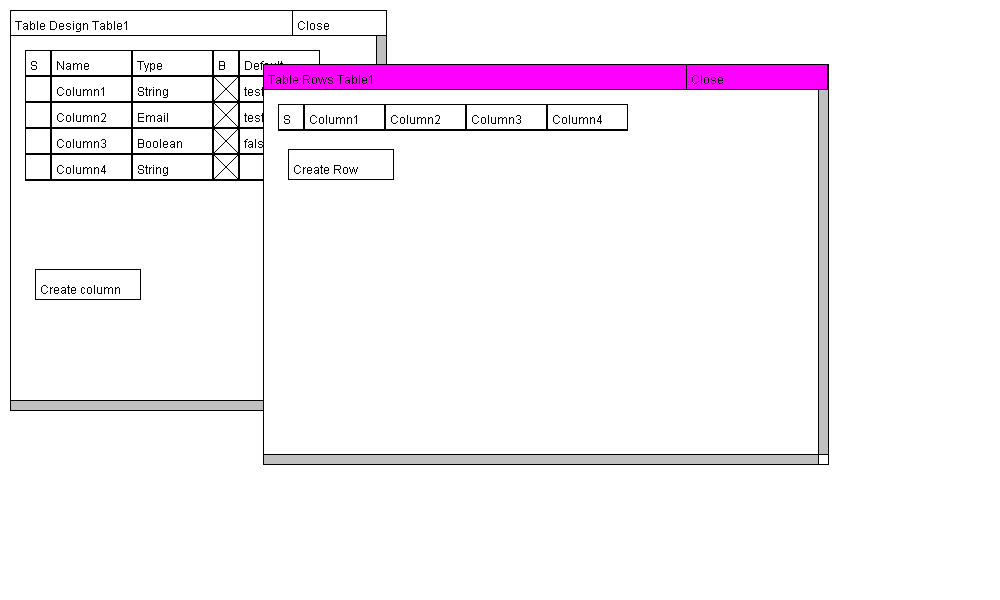 Table Design Table1 Close
S Name Type B Default
Column1 String test
Column2 Email test
Column3 Boolean fals
Column4 String
Create column
Table Rows Table1 Close
S Column1 Column2 Column3 Column4
Create Row